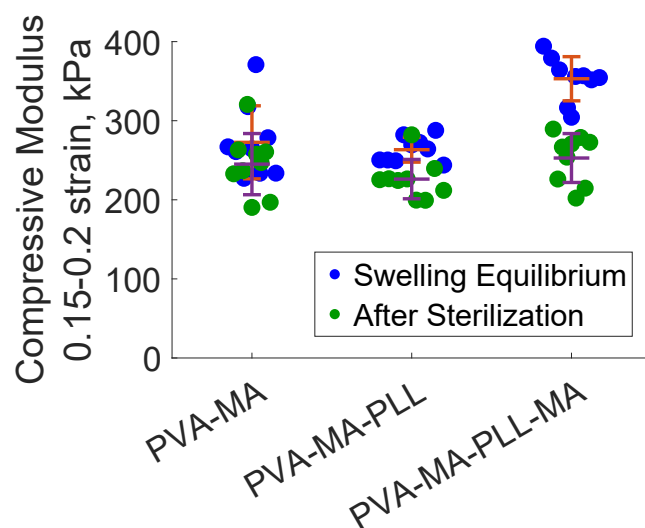 Compressive Modulus
0.15-0.2 strain, kPa
400
300
200
100
0
Swelling Equilibrium
After Sterilization
PVA-MA
PVA-MA-PLL
PVA-MA-PLL-MA